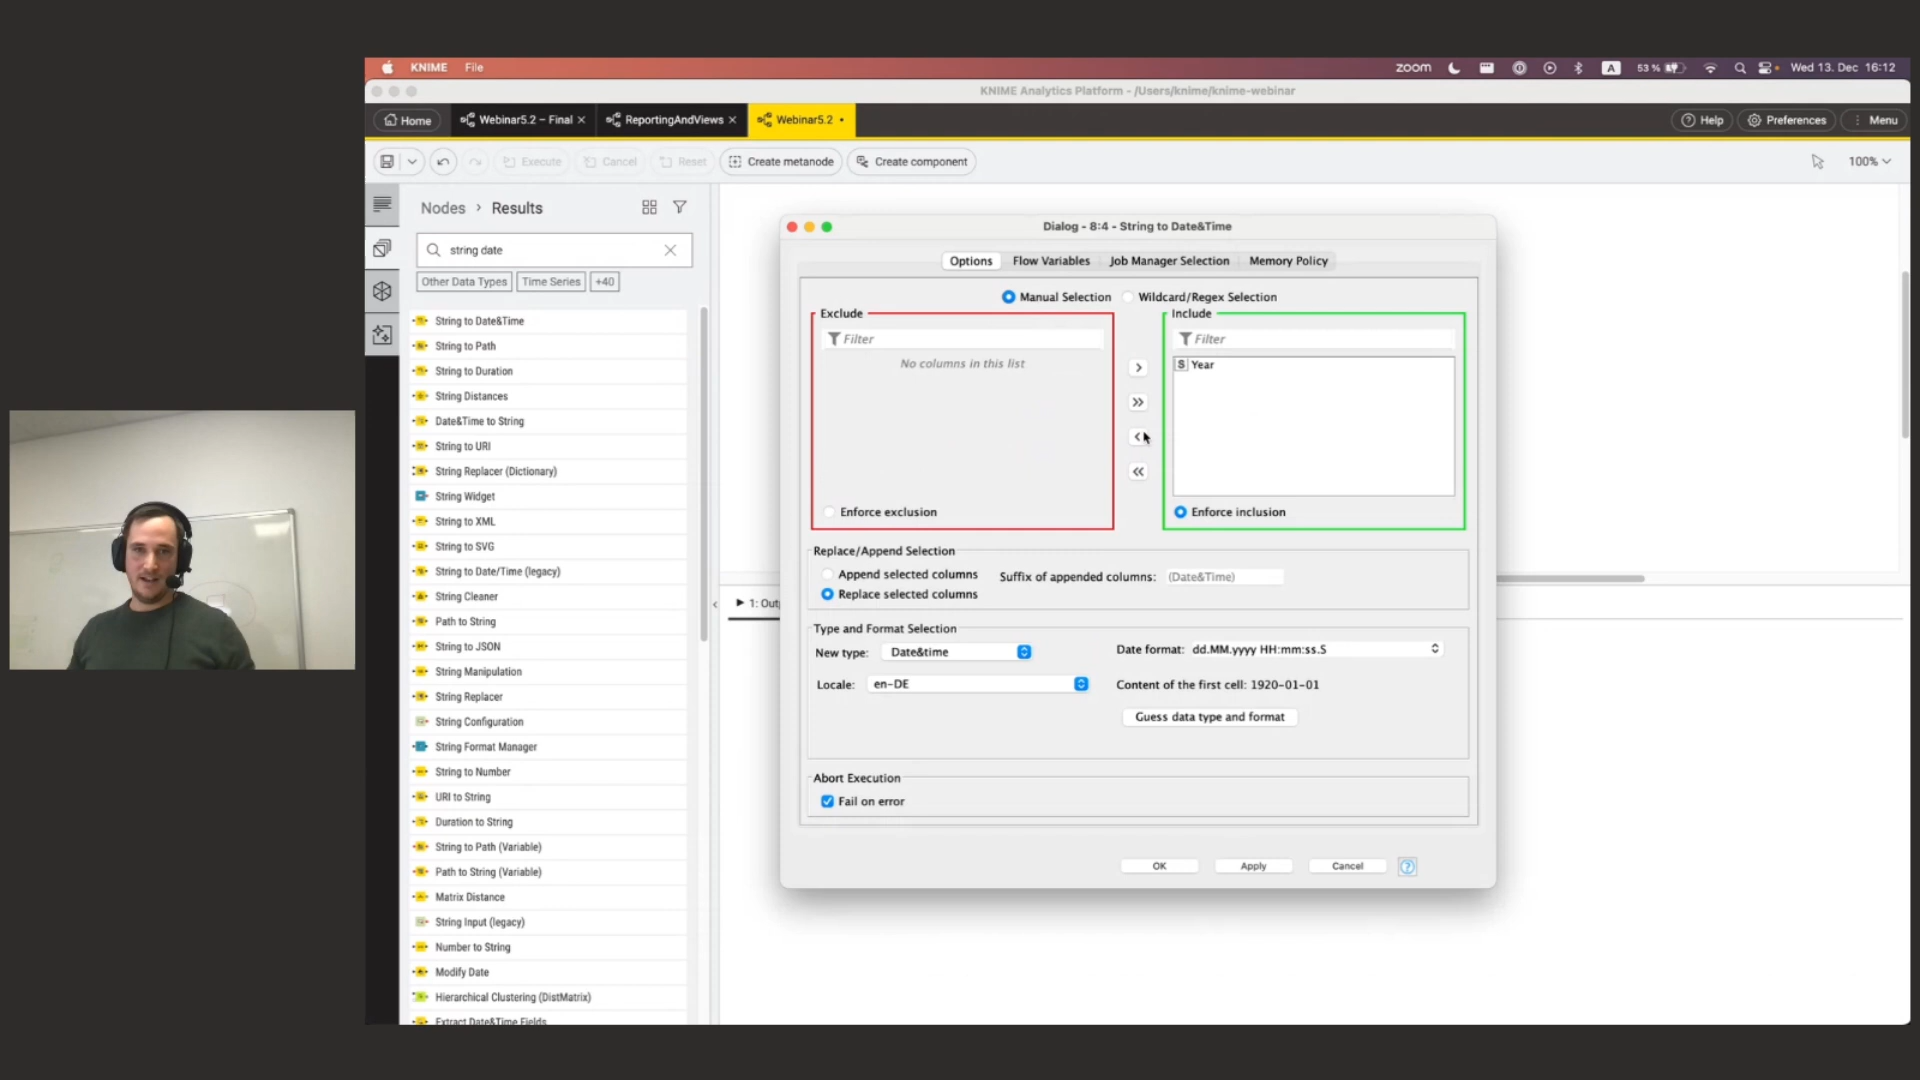 KNIME File
zoom A 53 % Wed 13. Dec 16:12
KNIME Analytics Platform - /Users/knime/knime-webinar
Home Webinar5.2 – Final ReportingAndViews Webinar5.2 Help Preferences Menu
Execute Cancel Reset Create metanode Create component 100%
Nodes › Results
string date
Other Data Types Time Series +40
String to Date&Time
String to Path
String to Duration
String Distances
Date&Time to String
String to URI
String Replacer (Dictionary)
String Widget
String to XML
String to SVG
String to Date/Time (legacy)
String Cleaner
Path to String
String to JSON
String Manipulation
String Replacer
String Configuration
String Format Manager
String to Number
URI to String
Duration to String
String to Path (Variable)
Path to String (Variable)
Matrix Distance
String Input (legacy)
Number to String
Modify Date
Hierarchical Clustering (DistMatrix)
Extract Date&Time Fields
1: Out
Dialog - 8:4 - String to Date&Time
Options Flow Variables Job Manager Selection Memory Policy
Manual Selection Wildcard/Regex Selection
Exclude
Filter
No columns in this list
Enforce exclusion
Include
Filter
S Year
Enforce inclusion
Replace/Append Selection
Append selected columns Suffix of appended columns: (Date&Time)
Replace selected columns
Type and Format Selection
New type: Date&time Date format: dd.MM.yyyy HH:mm:ss.S
Locale: en-DE Content of the first cell: 1920-01-01
Guess data type and format
Abort Execution
Fail on error
OK Apply Cancel ?